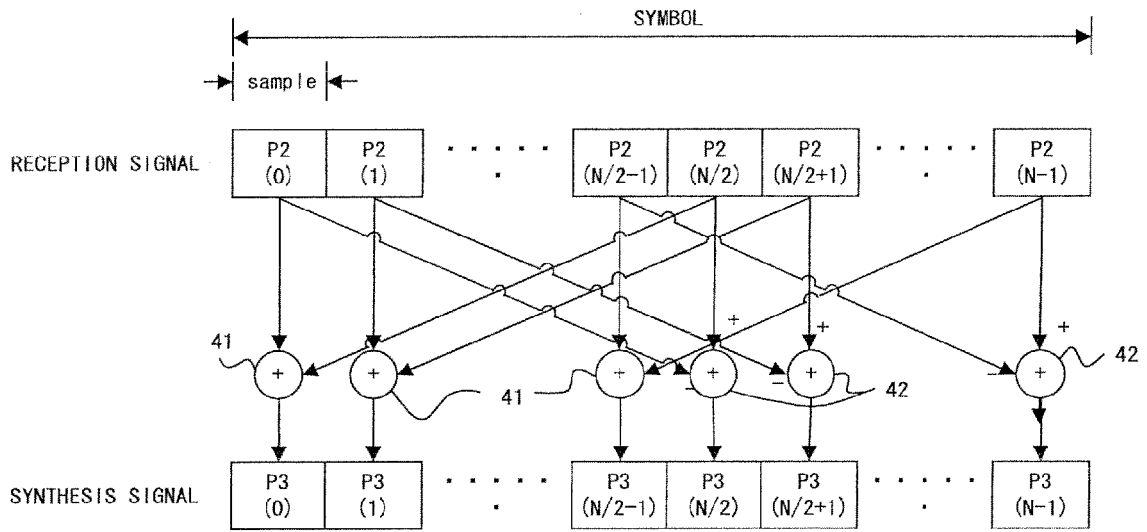 SYMBOL
sample
RECEPTION SIGNAL
P2 (0)
P2 (1)
· · · · ·
·
P2 (N/2-1)
P2 (N/2)
P2 (N/2+1)
· · · · ·
·
P2 (N-1)
+
+
+
41
+
+
41
+
-
+
-
+
42
-
+
42
SYNTHESIS SIGNAL
P3 (0)
P3 (1)
· · · · ·
·
P3 (N/2-1)
P3 (N/2)
P3 (N/2+1)
· · · · ·
·
P3 (N-1)